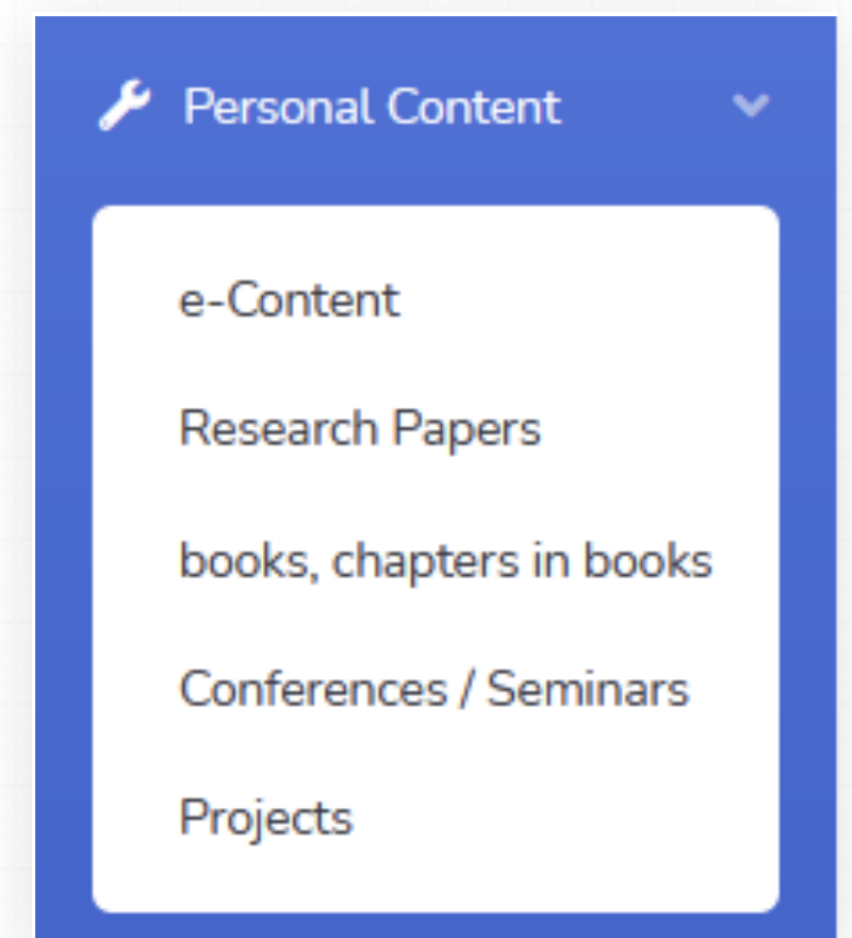 Personal Content
e-Content
Research Papers
books, chapters in books
Conferences / Seminars
Projects